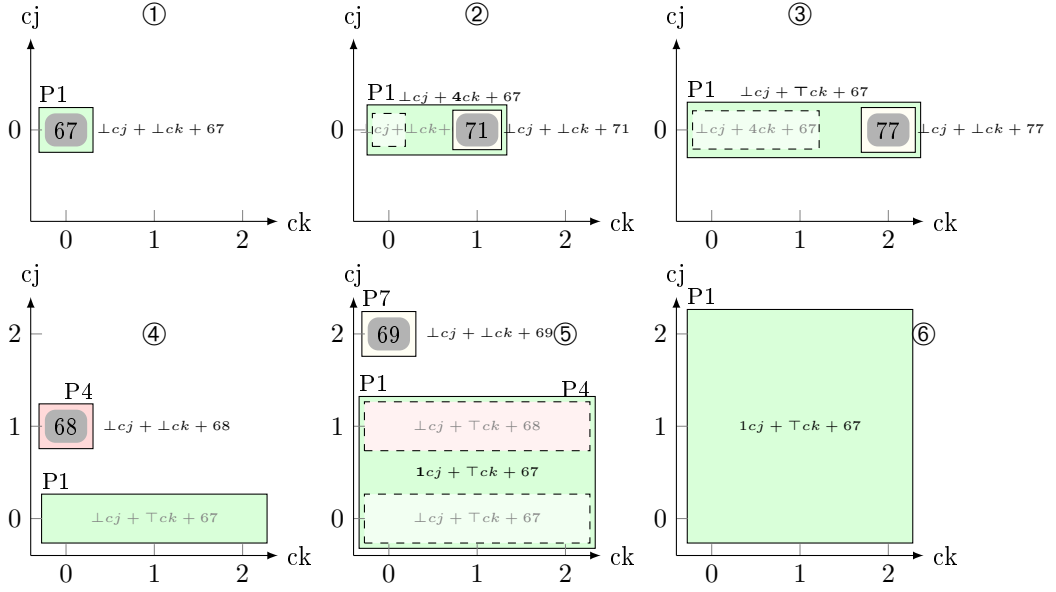 ①
cj
P1
0
67
⊥cj + ⊥ck + 67
0 1 2
ck
②
cj
P1
⊥cj + 4ck + 67
0
⊥cj + ⊥ck +
71
⊥cj + ⊥ck + 71
0 1 2
ck
③
cj
P1
⊥cj + ⊤ck + 67
0
⊥cj + 4ck + 67
77
⊥cj + ⊥ck + 77
0 1 2
ck
cj
2
④
P4
1
68
⊥cj + ⊥ck + 68
P1
0
⊥cj + ⊤ck + 67
0 1 2
ck
cj
P7
2
69
⊥cj + ⊥ck + 69
⑤
P1
P4
1
⊥cj + ⊤ck + 68
1cj + ⊤ck + 67
0
⊥cj + ⊤ck + 67
0 1 2
ck
cj
P1
2
⑥
1
1cj + ⊤ck + 67
0
0 1 2
ck